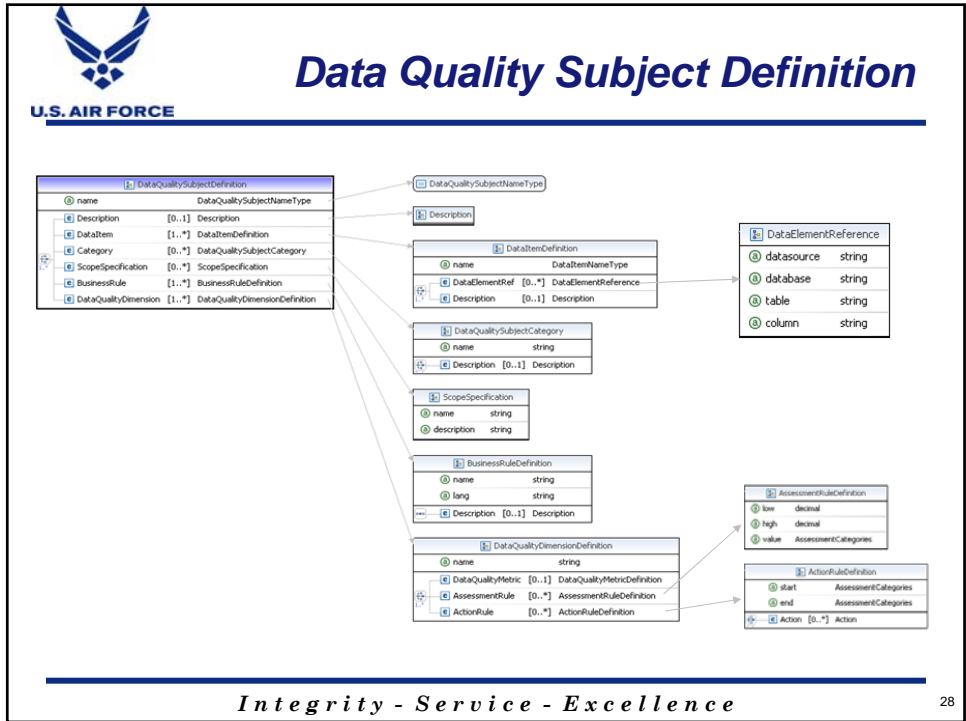 Data Quality Subject Definition
U.S. AIR FORCE
DataQualitySubjectDefinition
name DataQualitySubjectNameType
Description [0..1] Description
DataItem [1..*] DataItemDefinition
Category [0..*] DataQualitySubjectCategory
ScopeSpecification [0..*] ScopeSpecification
BusinessRule [1..*] BusinessRuleDefinition
DataQualityDimension [1..*] DataQualityDimensionDefinition
DataQualitySubjectNameType
Description
DataItemDefinition
name DataItemNameType
DataElementRef [0..*] DataElementReference
Description [0..1] Description
DataElementReference
datasource string
database string
table string
column string
DataQualitySubjectCategory
name string
Description [0..1] Description
ScopeSpecification
name string
description string
BusinessRuleDefinition
name string
lang string
Description [0..1] Description
DataQualityDimensionDefinition
name string
DataQualityMetric [0..1] DataQualityMetricDefinition
AssessmentRule [0..*] AssessmentRuleDefinition
ActionRule [0..*] ActionRuleDefinition
AssessmentRuleDefinition
low decimal
high decimal
value AssessmentCategories
ActionRuleDefinition
start AssessmentCategories
end AssessmentCategories
Action [0..*] Action
Integrity - Service - Excellence
28